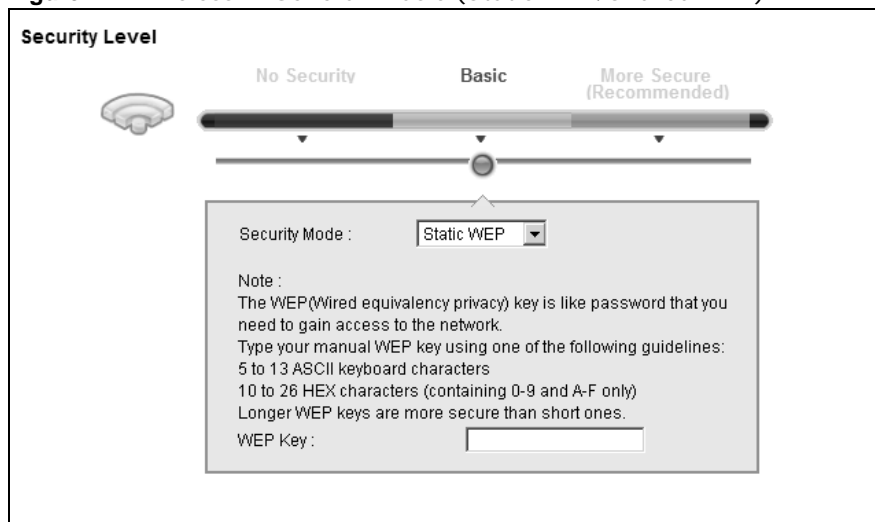 Security Level
No Security
Basic
More Secure
(Recommended)
Security Mode :
Static WEP
Note :
The WEP(Wired equivalency privacy) key is like password that you
need to gain access to the network.
Type your manual WEP key using one of the following guidelines:
5 to 13 ASCII keyboard characters
10 to 26 HEX characters (containing 0-9 and A-F only)
Longer WEP keys are more secure than short ones.
WEP Key :